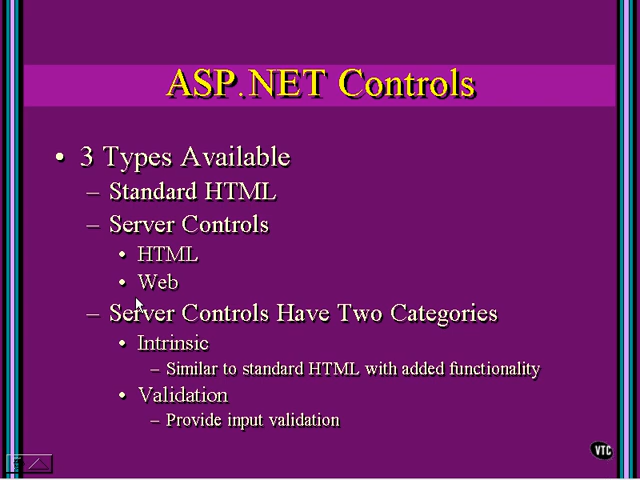 ASP.NET Controls
• 3 Types Available
– Standard HTML
– Server Controls
• HTML
• Web
– Server Controls Have Two Categories
• Intrinsic
– Similar to standard HTML with added functionality
• Validation
– Provide input validation
VTC